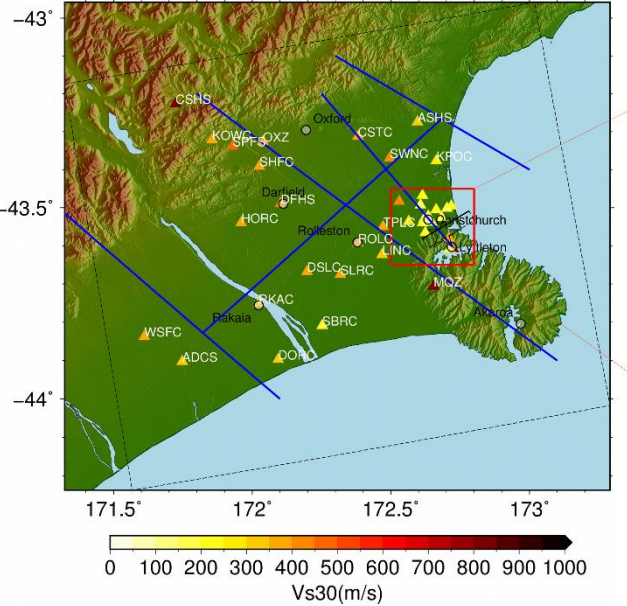 −43°
CSHS
Oxford
ASHS
KOWC
SPFS
OXZ
CSTC
SHFC
SWNC
KPOC
Darfield
DFHS
−43.5°
HORC
TPLC
Christchurch
Rolleston
ROLC
LINC
Lyttelton
DSLC
SLRC
MQZ
RKAC
Rakaia
SBRC
Akaroa
WSFC
ADCS
DORC
−44°
171.5° 172° 172.5° 173°
0 100 200 300 400 500 600 700 800 900 1000
Vs30(m/s)